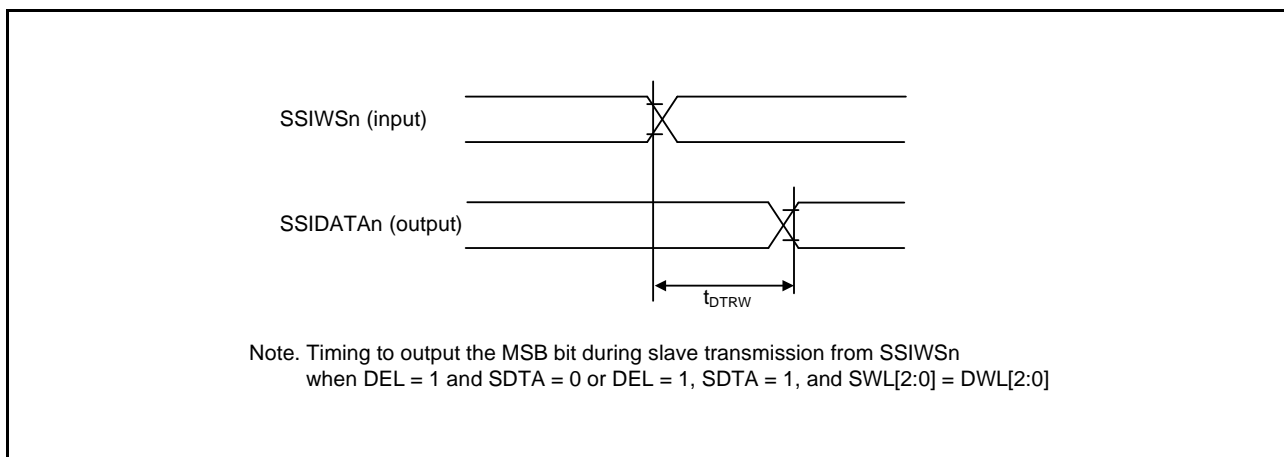 SSIWSn (input)
SSIDATAn (output)
tDTRW
Note. Timing to output the MSB bit during slave transmission from SSIWSn
when DEL = 1 and SDTA = 0 or DEL = 1, SDTA = 1, and SWL[2:0] = DWL[2:0]